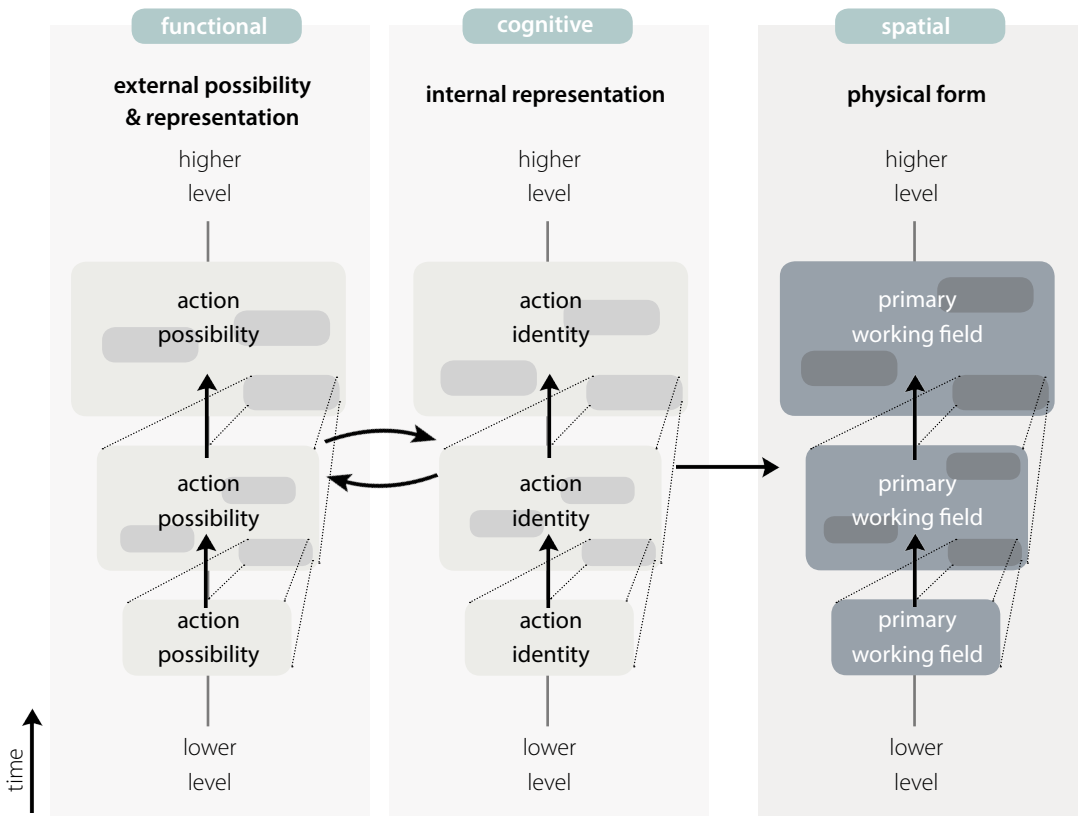 functional
external possibility
& representation
higher
level
action
possibility
action
possibility
action
possibility
lower
level
cognitive
internal representation
higher
level
action
identity
action
identity
action
identity
lower
level
spatial
physical form
higher
level
primary
working field
primary
working field
primary
working field
lower
level
time